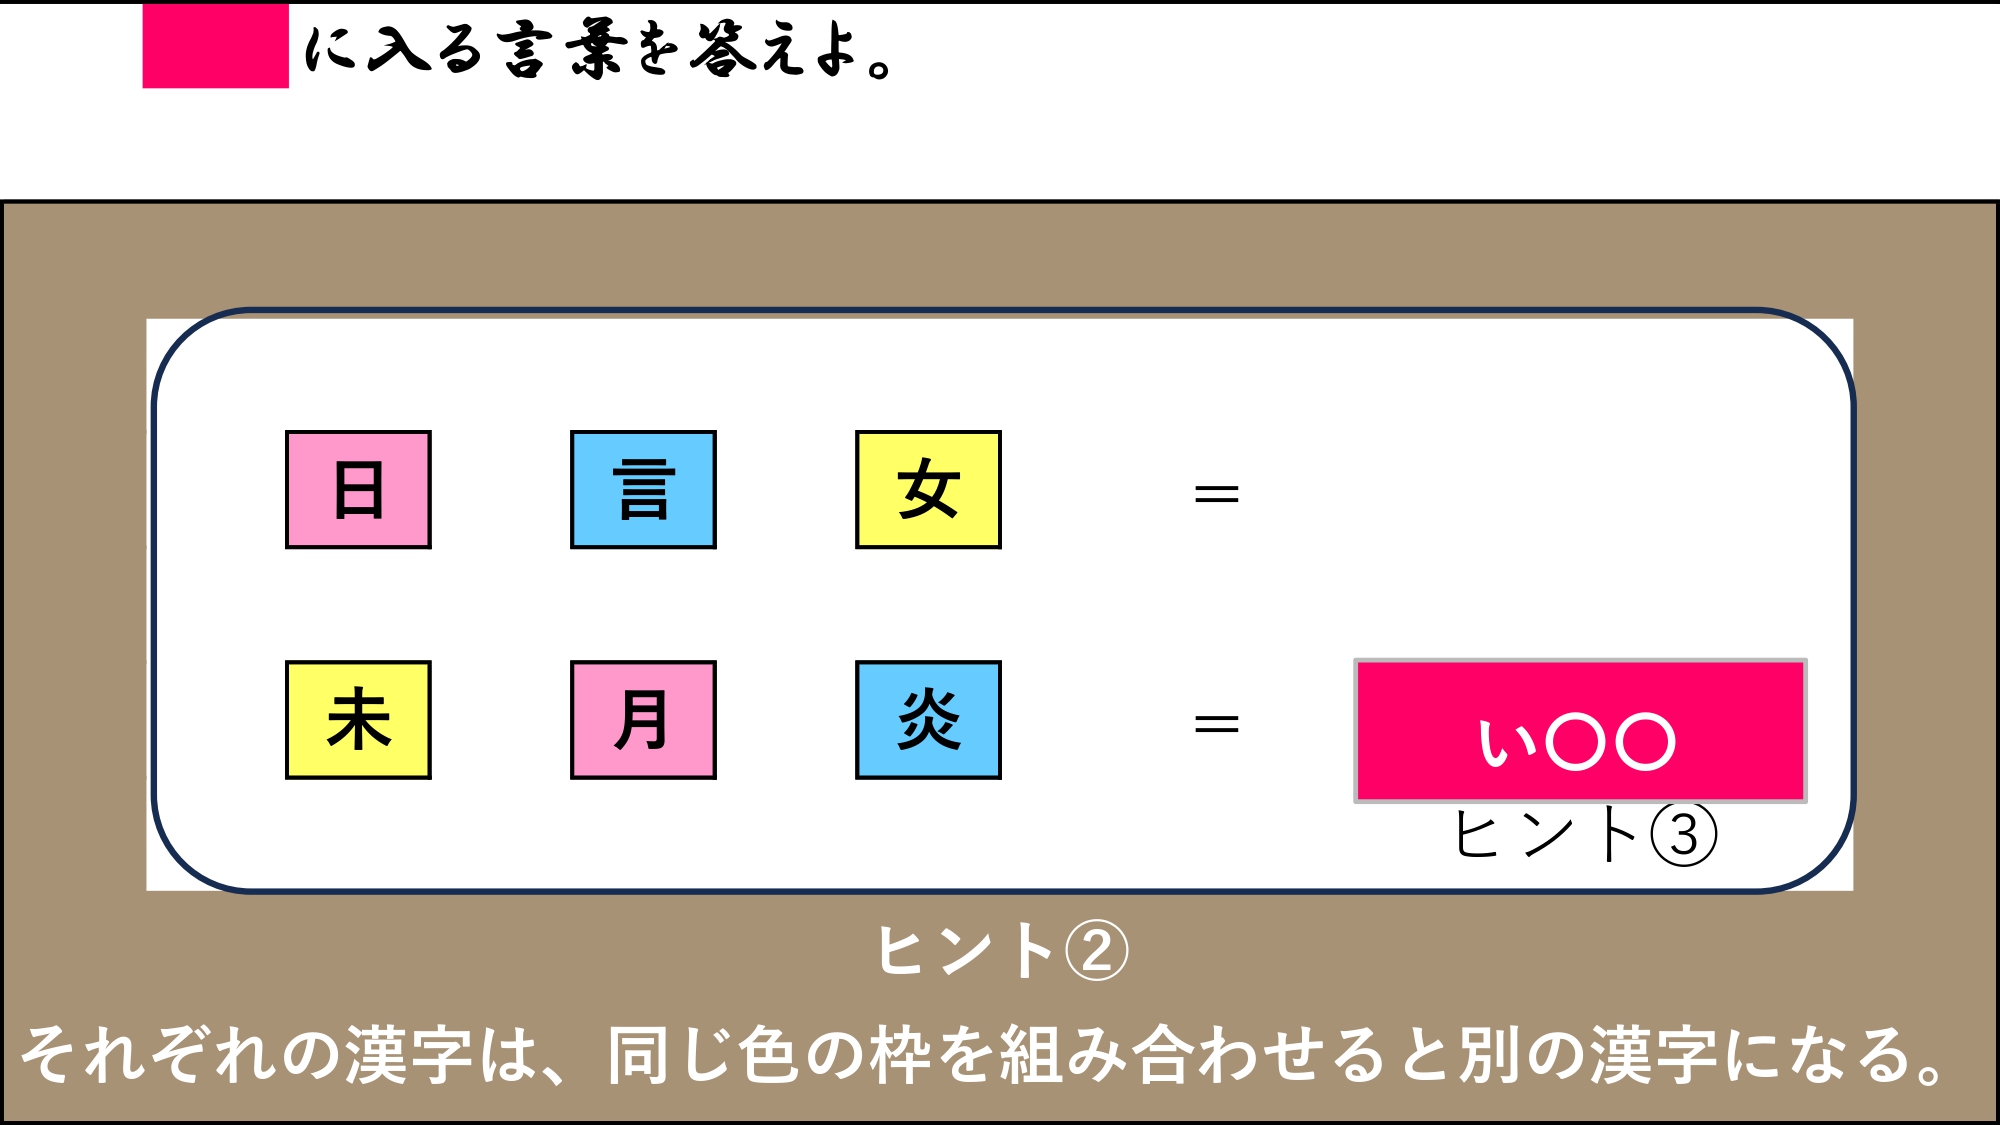 に入る言葉を答えよ。
日 言 女 =
未 月 炎 = い〇〇
ヒント③
ヒント②
それぞれの漢字は、同じ色の枠を組み合わせると別の漢字になる。